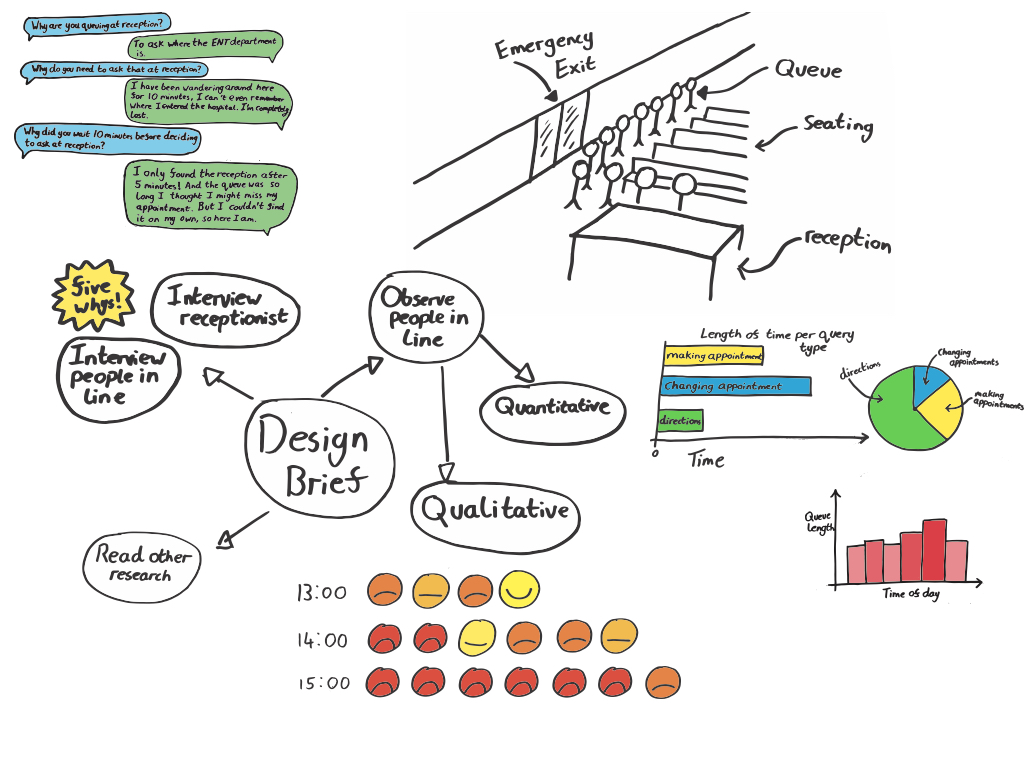 Why are you queuing at reception?
To ask where the ENT department
is.
Why do you need to ask that at reception?
I have been wandering around here
for 10 minutes, I can't even remember
where I entered the hospital. I'm completely
lost.
Why did you wait 10 minutes before deciding
to ask at reception?
I only found the reception after
5 minutes! And the queue was so
long I thought I might miss my
appointment. But I couldn't find
it on my own, so here I am.
Emergency
Exit
Queue
Seating
reception
five
whys!
Interview
receptionist
Interview
people in
line
Observe
people in
line
Quantitative
Design
Brief
Qualitative
Read other
research
Length of time per query
type
making appointment
Changing appointment
directions
0
Time
directions
Changing
appointments
making
appointments
Queue
length
Time of day
13:00
14:00
15:00